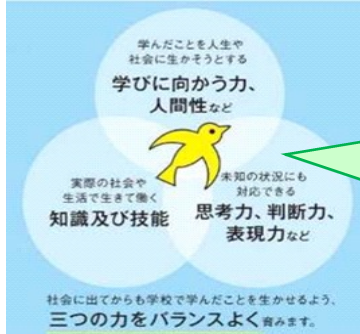 学んだことを人生や
社会に生かそうとする
学びに向かう力、
人間性など
実際の社会や
生活で生きて働く
知識及び技能
未知の状況にも
対応できる
思考力、判断力、
表現力など
社会に出てからも学校で学んだことを生かせるよう、
三つの力をバランスよく育みます。